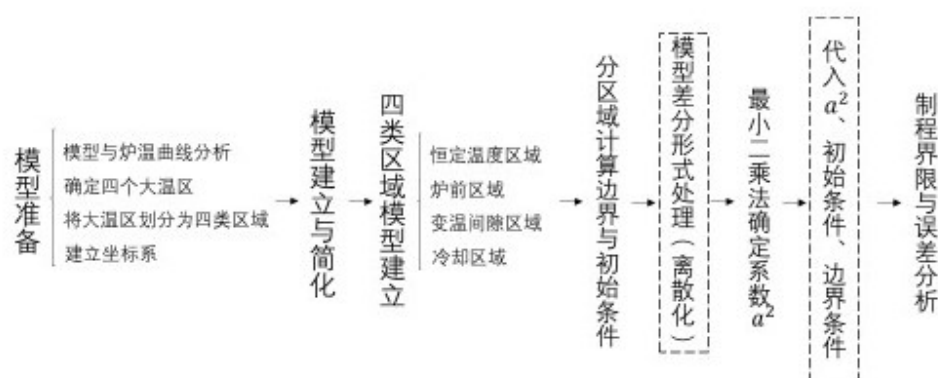 模型准备
模型与炉温曲线分析
确定四个大温区
将大温区划分为四类区域
建立坐标系
模型建立与简化
四类区域模型建立
恒定温度区域
炉前区域
变温间隙区域
冷却区域
分区域计算边界与初始条件
模型差分形式处理（离散化）
最小二乘法确定系数a²
代入a²、初始条件、边界条件
制程界限与误差分析